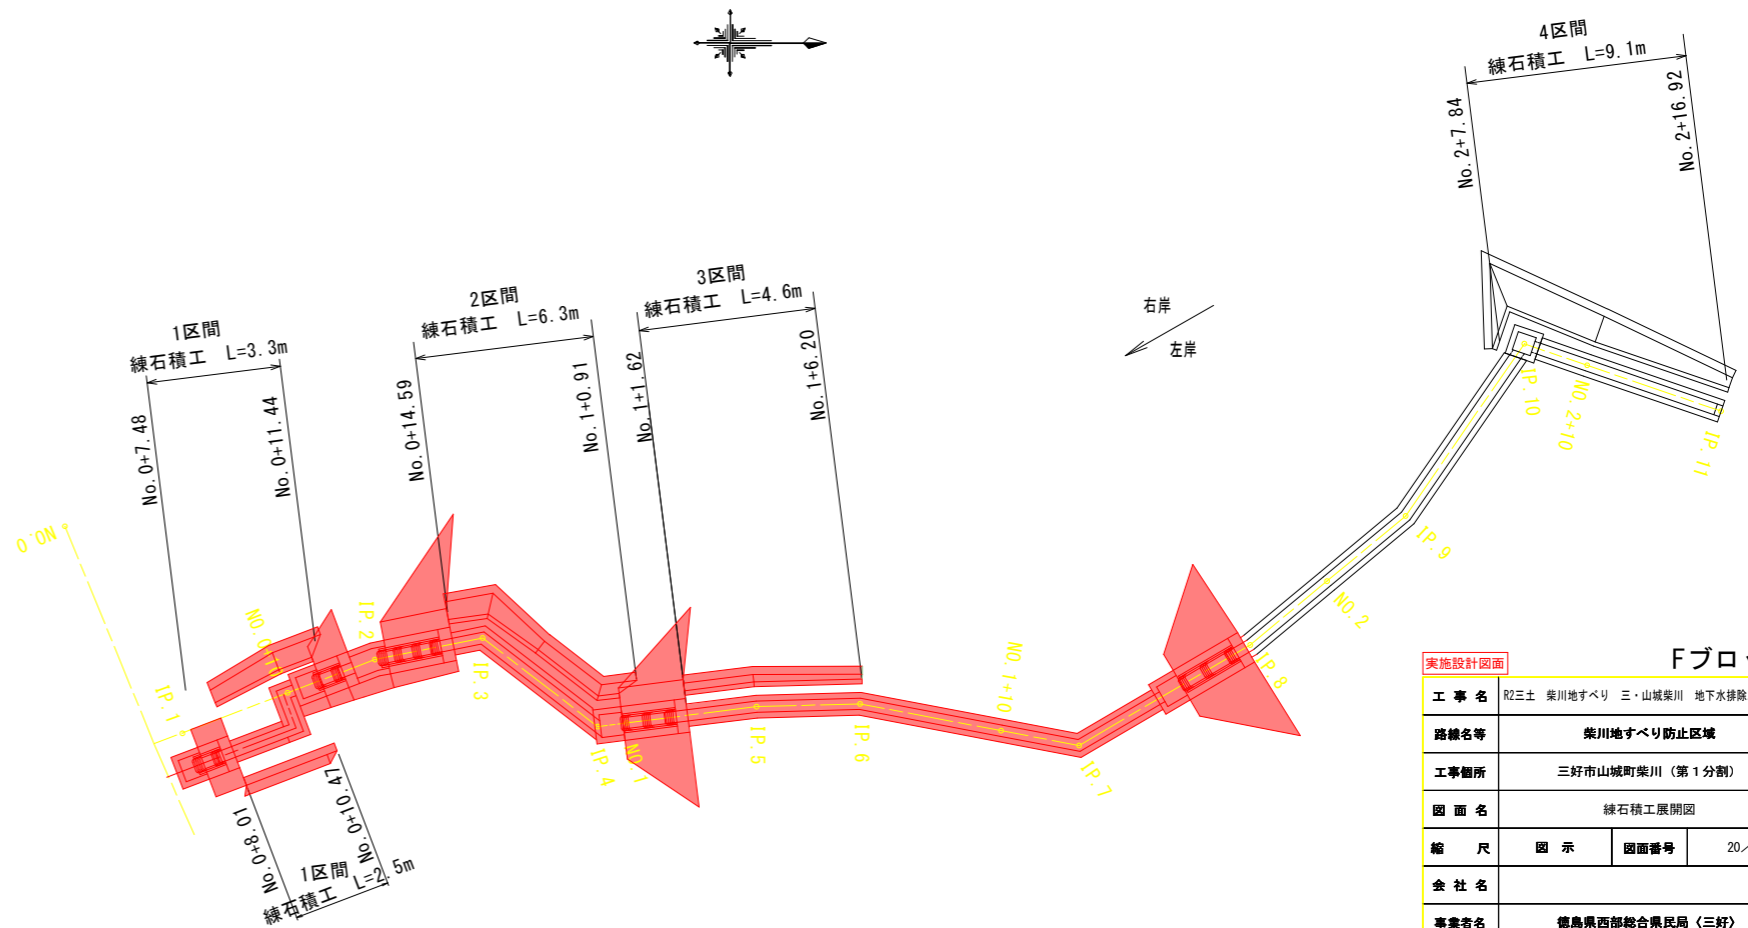 4区間
練石積工 L=9.1m
No.2+7.84
No.2+16.92
3区間
練石積工 L=4.6m
No.1+1.62
No.1+6.20
2区間
練石積工 L=6.3m
No.0+14.59
No.1+0.91
1区間
練石積工 L=3.3m
No.0+7.48
No.0+11.44
右岸
左岸
NO.0
IP.1
NO.0+10
IP.2
IP.3
IP.4
NO.1
IP.5
IP.6
NO.1+10
IP.7
IP.8
NO.2
IP.9
IP.10
NO.2+10
IP.11
No.0+8.01
No.0+10.47
1区間
練石積工 L=2.5m
実施設計図面
Fブロ
工事名 R2三土 柴川地すべり 三・山城柴川 地下水排除
路線名等 柴川地すべり防止区域
工事個所 三好市山城町柴川（第1分割）
図面名 練石積工展開図
縮尺 図示 図面番号 20／
会社名
事業者名 徳島県西部総合県民局〈三好〉